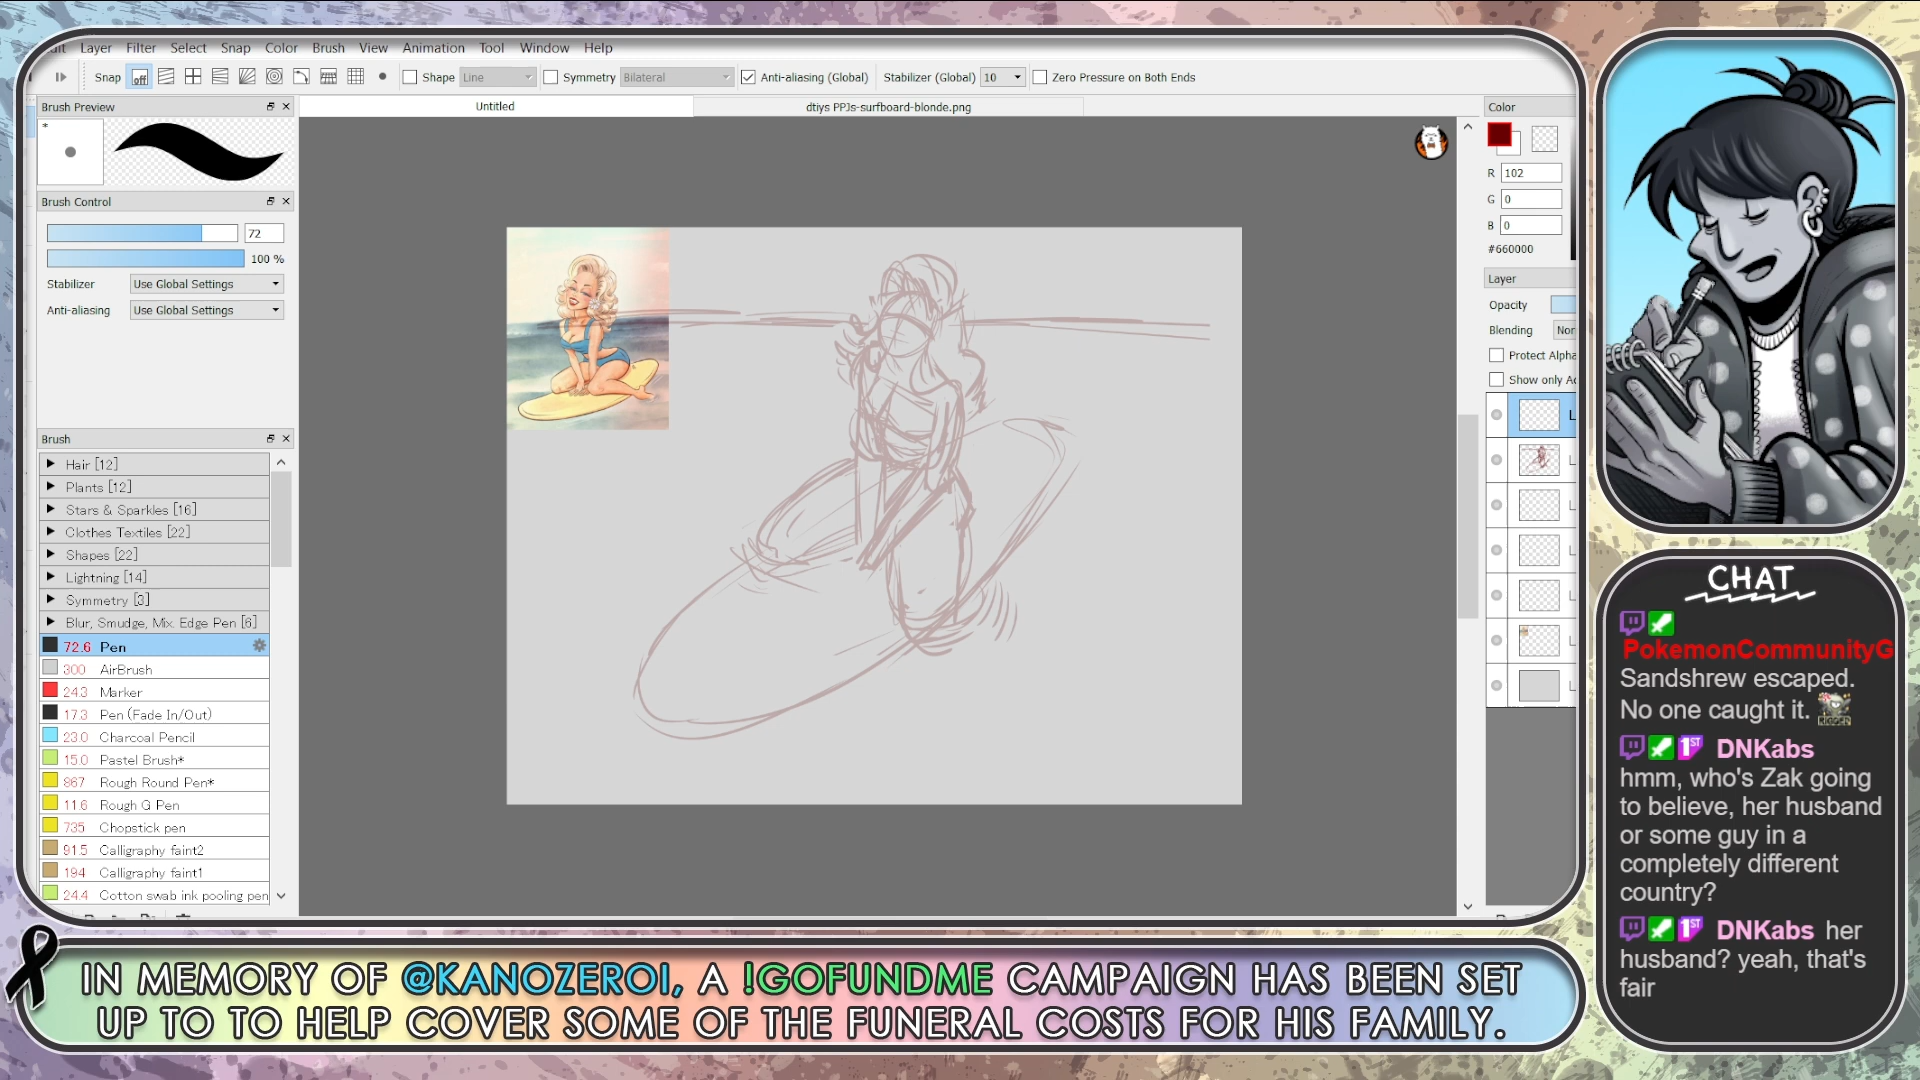 Layer Filter Select Snap Color Brush View Animation Tool Window Help
Snap off Shape Line Symmetry Bilateral Anti-aliasing (Global) Stabilizer (Global) 10 Zero Pressure on Both Ends
Brush Preview
Untitled
dtiys PPJs-surfboard-blonde.png
*
Brush Control
72
100 %
Stabilizer Use Global Settings
Anti-aliasing Use Global Settings
Brush
Hair [12]
Plants [12]
Stars & Sparkles [16]
Clothes Textiles [22]
Shapes [22]
Lightning [14]
Symmetry [3]
Blur, Smudge, Mix. Edge Pen [6]
72.6 Pen
300 AirBrush
24.3 Marker
17.3 Pen (Fade In/Out)
23.0 Charcoal Pencil
15.0 Pastel Brush*
867 Rough Round Pen*
11.6 Rough G Pen
735 Chopstick pen
91.5 Calligraphy faint2
194 Calligraphy faint1
24.4 Cotton swab ink pooling pen
Color
R 102
G 0
B 0
#660000
Layer
Opacity
Blending Nor
Protect Alpha
Show only
CHAT
PokemonCommunityG
Sandshrew escaped.
No one caught it.
1ST DNKabs
hmm, who's Zak going
to believe, her husband
or some guy in a
completely different
country?
1ST DNKabs her
husband? yeah, that's
fair
IN MEMORY OF @KANOZEROI, A !GOFUNDME CAMPAIGN HAS BEEN SET
UP TO TO HELP COVER SOME OF THE FUNERAL COSTS FOR HIS FAMILY.